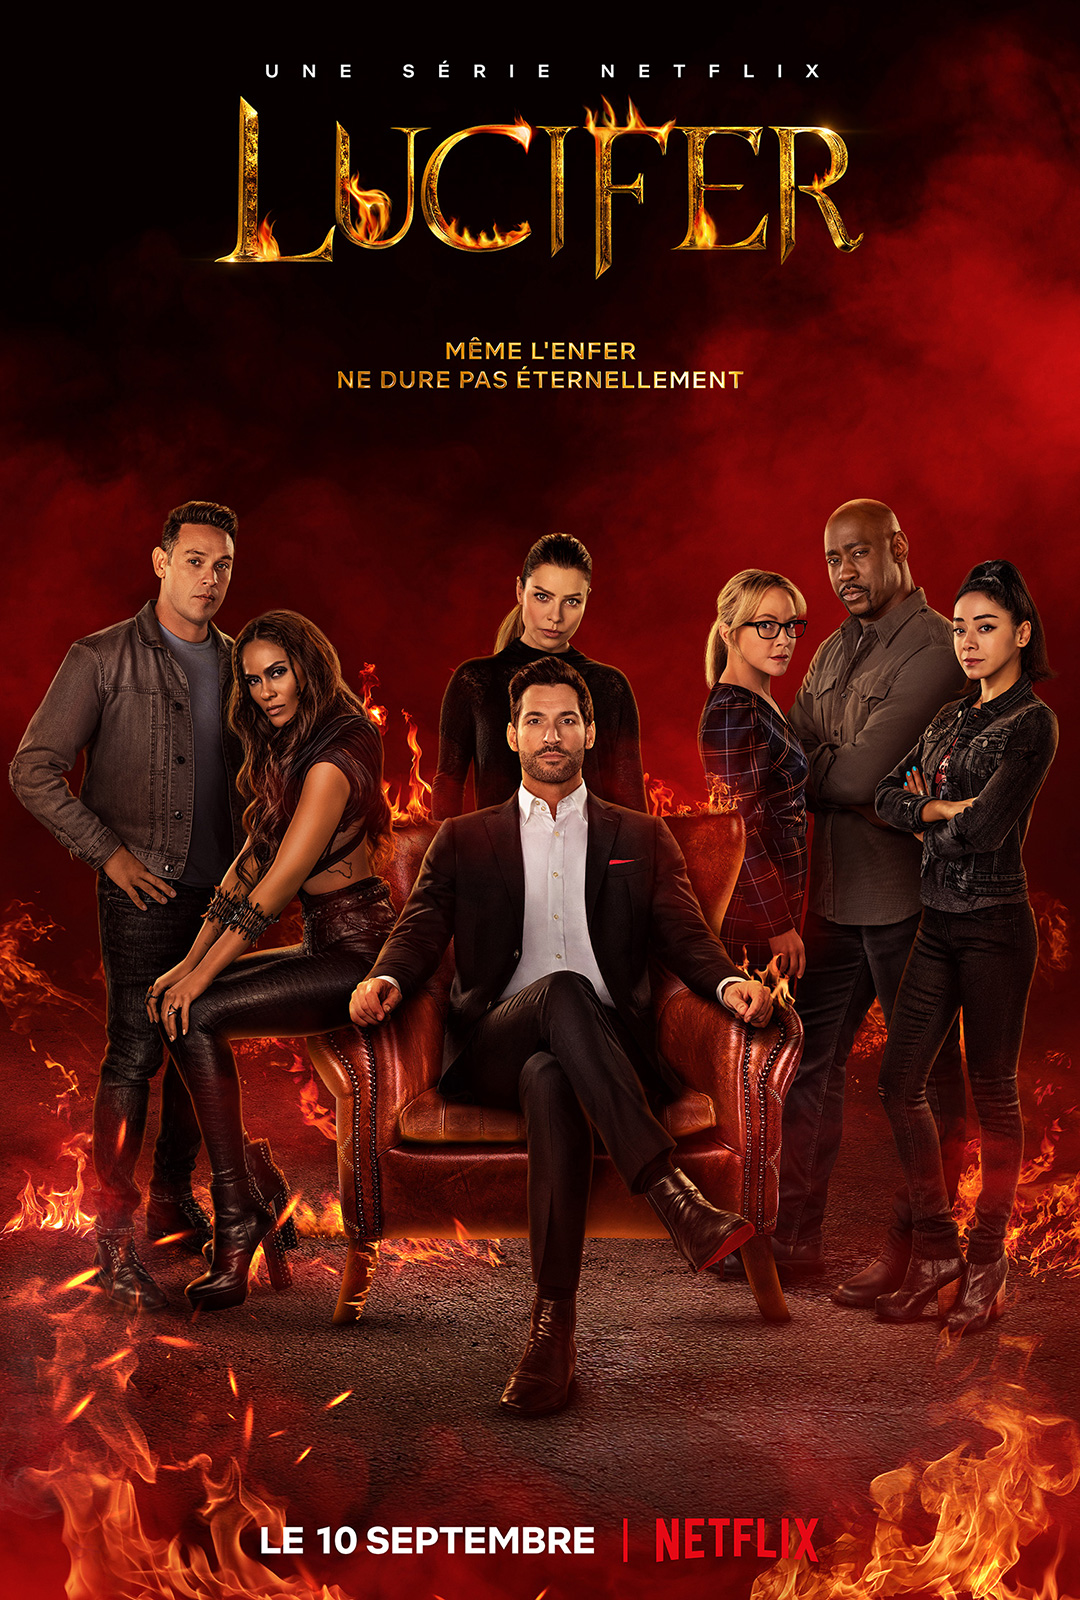 UNE SÉRIE NETFLIX
LUCIFER
MÊME L'ENFER
NE DURE PAS ÉTERNELLEMENT
LE 10 SEPTEMBRE | NETFLIX